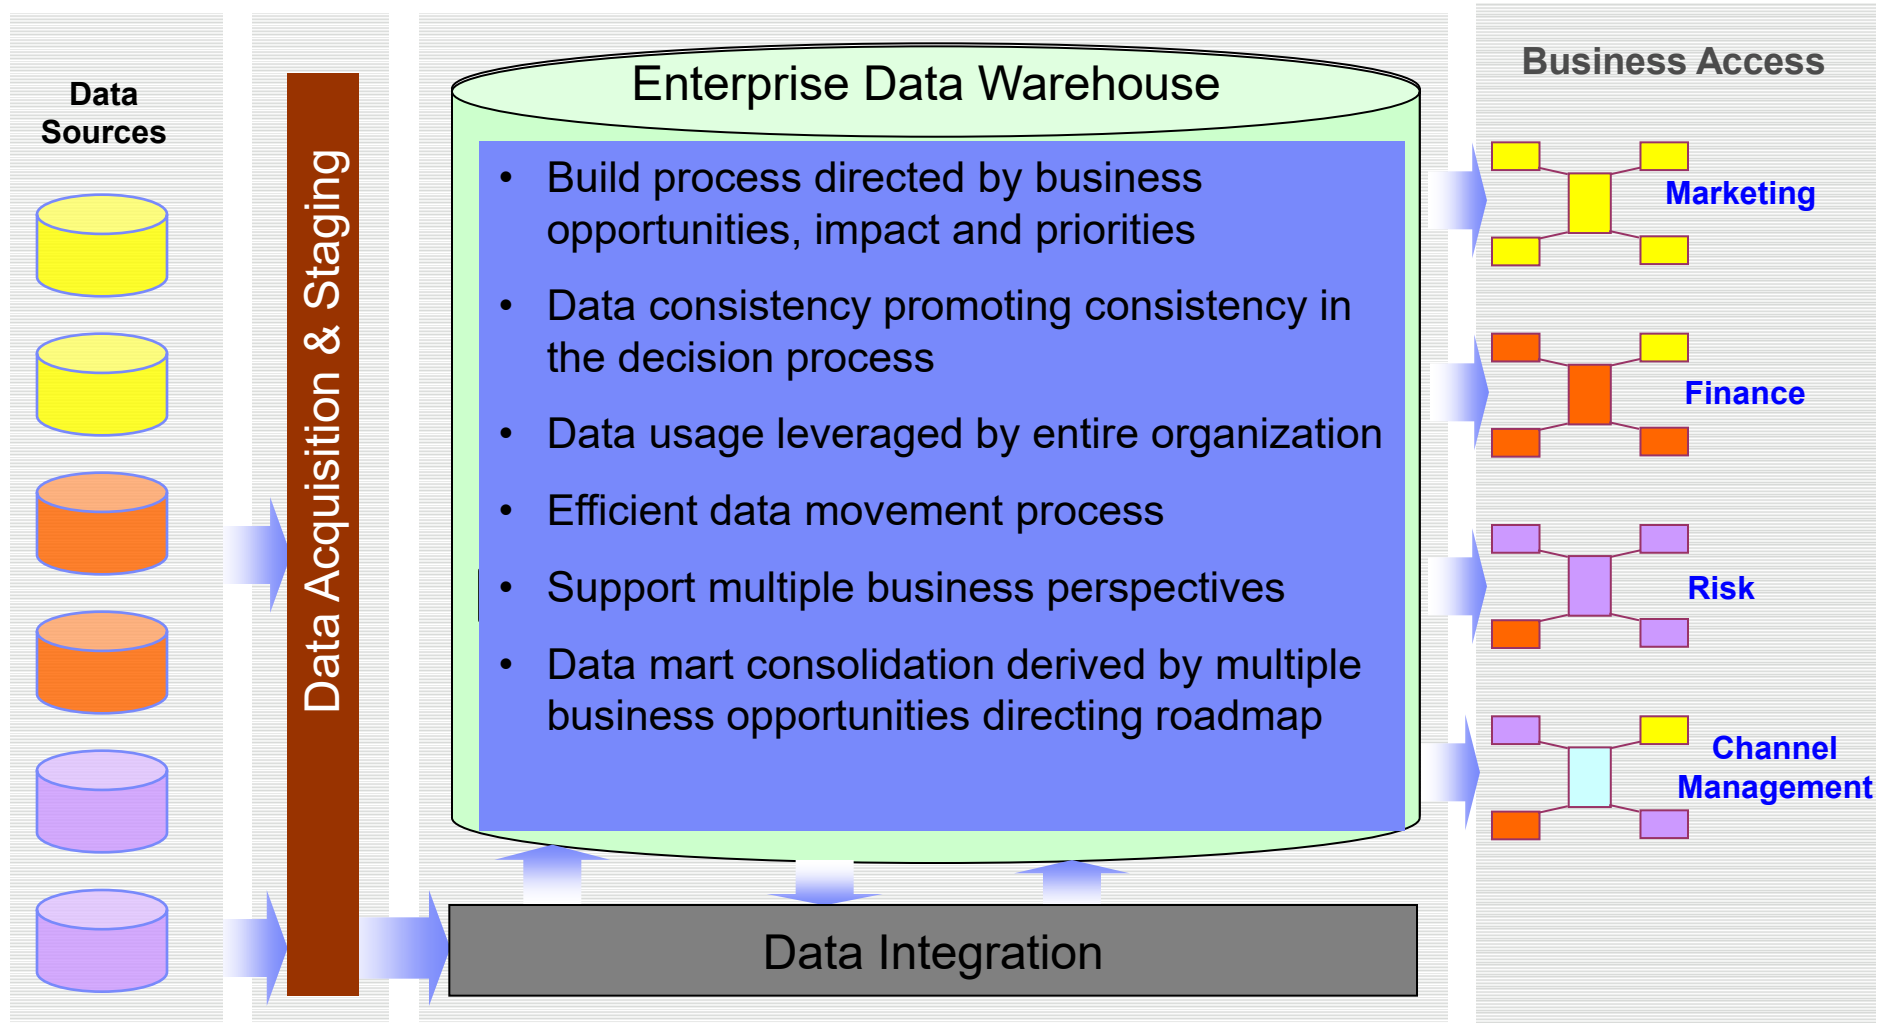 Data
Sources
Data Acquisition & Staging
Enterprise Data Warehouse
• Build process directed by business
opportunities, impact and priorities
• Data consistency promoting consistency in
the decision process
• Data usage leveraged by entire organization
• Efficient data movement process
• Support multiple business perspectives
• Data mart consolidation derived by multiple
business opportunities directing roadmap
Data Integration
Business Access
Marketing
Finance
Risk
Channel
Management